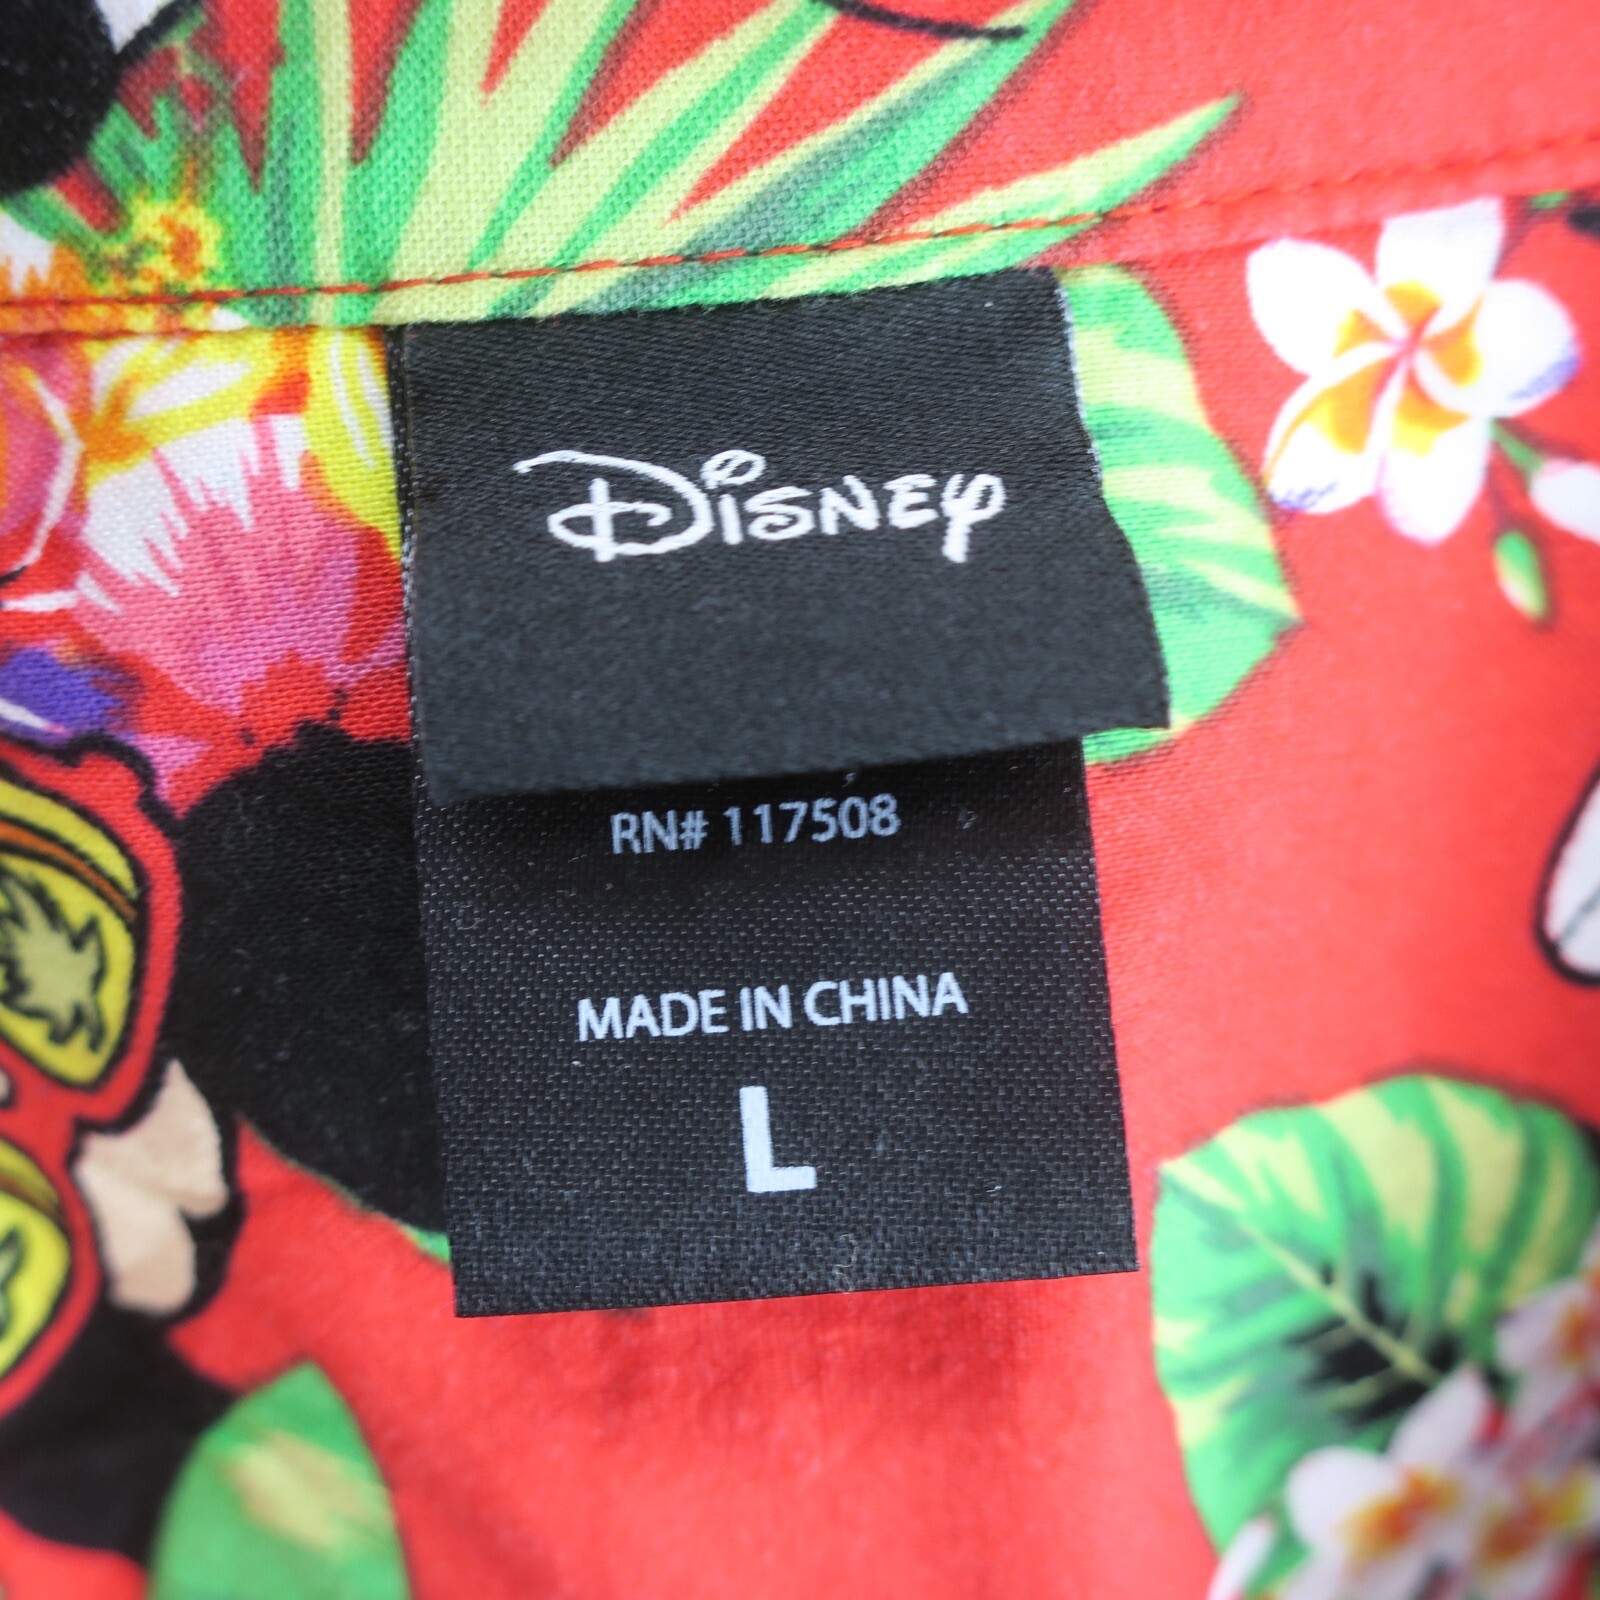 Disney
RN# 117508
MADE IN CHINA
L